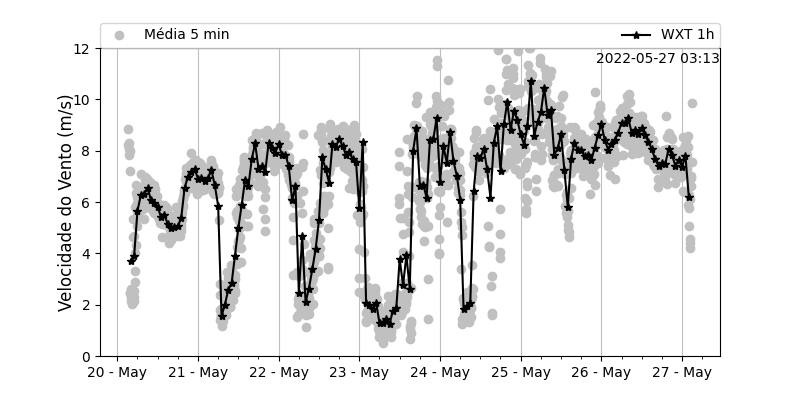 Média 5 min
WXT 1h
2022-05-27 03:13
Velocidade do Vento (m/s)
12
10
8
6
4
2
0
20 - May
21 - May
22 - May
23 - May
24 - May
25 - May
26 - May
27 - May